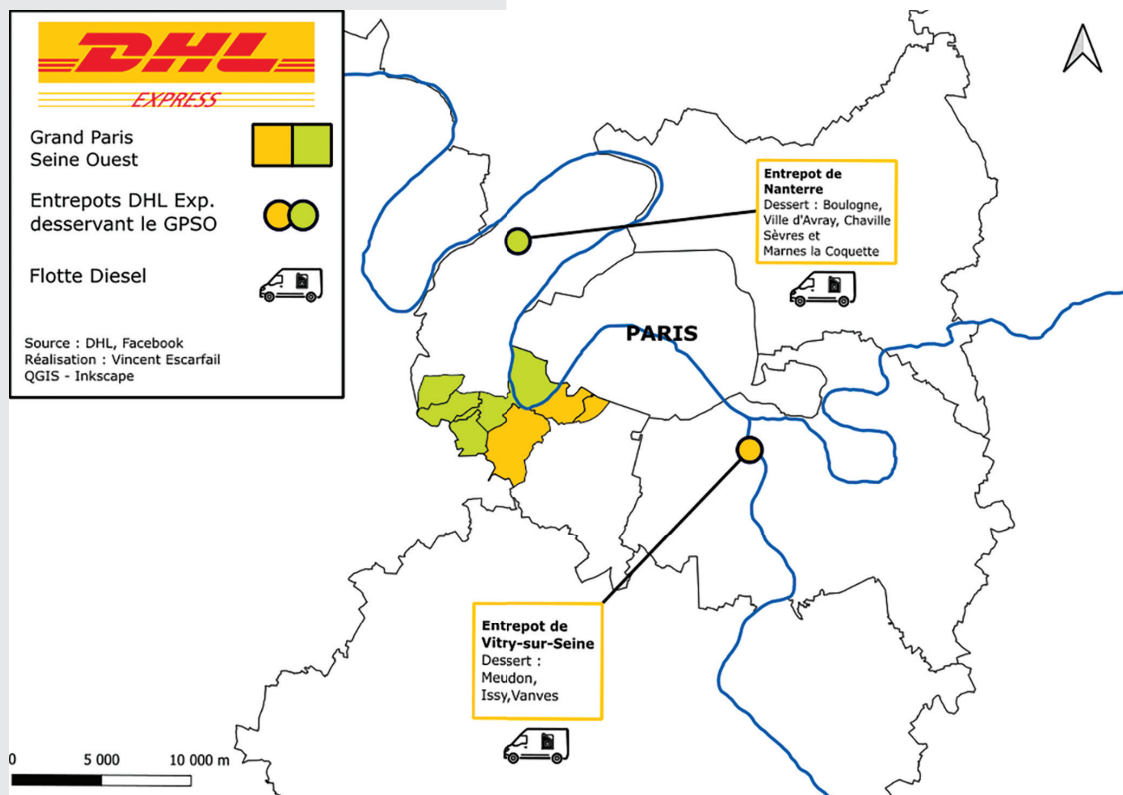 DHL
EXPRESS
Grand Paris
Seine Ouest
Entrepots DHL Exp.
desservant le GPSO
Flotte Diesel
Source : DHL, Facebook
Réalisation : Vincent Escarfail
QGIS - Inkscape
Entrepot de
Nanterre
Dessert : Boulogne,
Ville d'Avray, Chaville
Sèvres et
Marnes la Coquette
PARIS
Entrepot de
Vitry-sur-Seine
Dessert :
Meudon,
Issy,Vanves
0 5 000 10 000 m